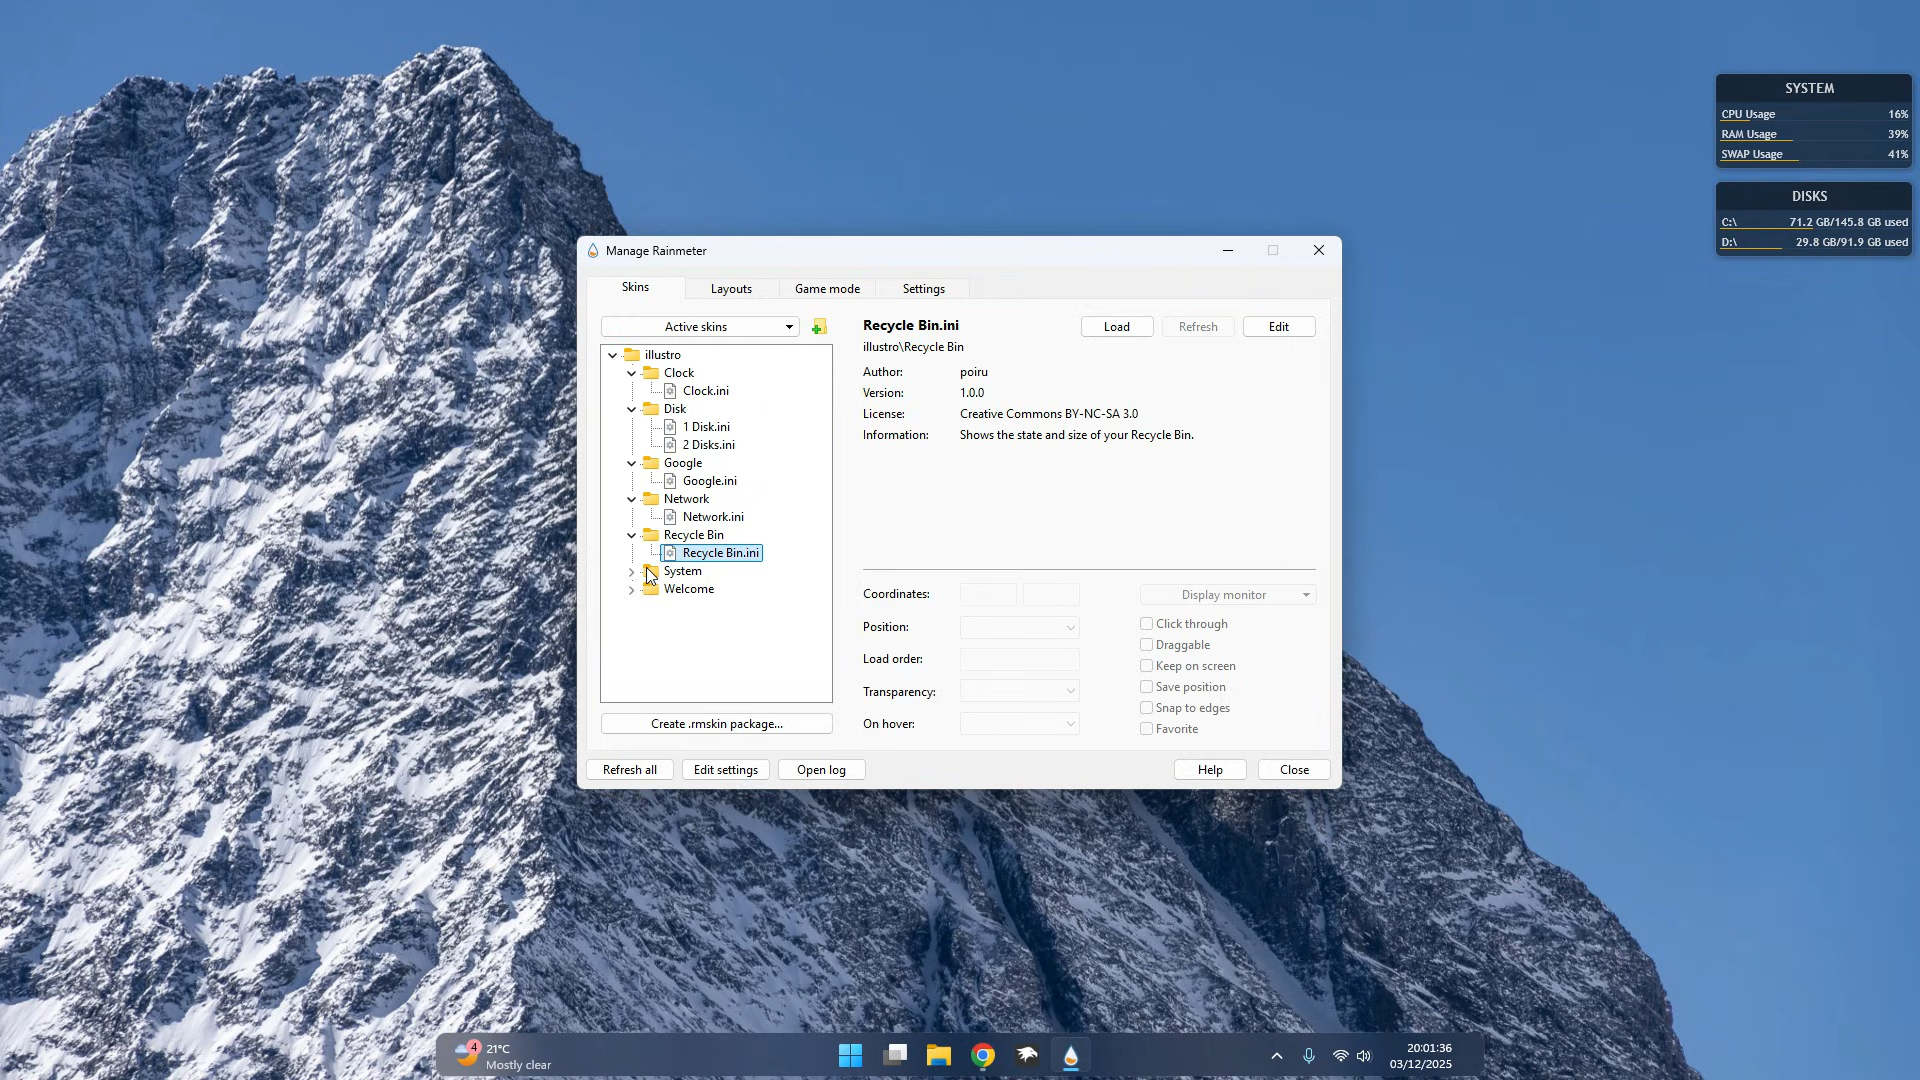 SYSTEM
CPU Usage 16%
RAM Usage 39%
SWAP Usage 41%
DISKS
C:\ 71.2 GB/145.8 GB used
D:\ 29.8 GB/91.9 GB used
Manage Rainmeter
Skins Layouts Game mode Settings
Active skins
illustro
Clock
Clock.ini
Disk
1 Disk.ini
2 Disks.ini
Google
Google.ini
Network
Network.ini
Recycle Bin
Recycle Bin.ini
System
Welcome
Create .rmskin package...
Recycle Bin.ini
Load Refresh Edit
illustro\Recycle Bin
Author: poiru
Version: 1.0.0
License: Creative Commons BY-NC-SA 3.0
Information: Shows the state and size of your Recycle Bin.
Coordinates:
Position:
Load order:
Transparency:
On hover:
Display monitor
Click through
Draggable
Keep on screen
Save position
Snap to edges
Favorite
Refresh all Edit settings Open log Help Close
4
21°C
Mostly clear
20:01:36
03/12/2025